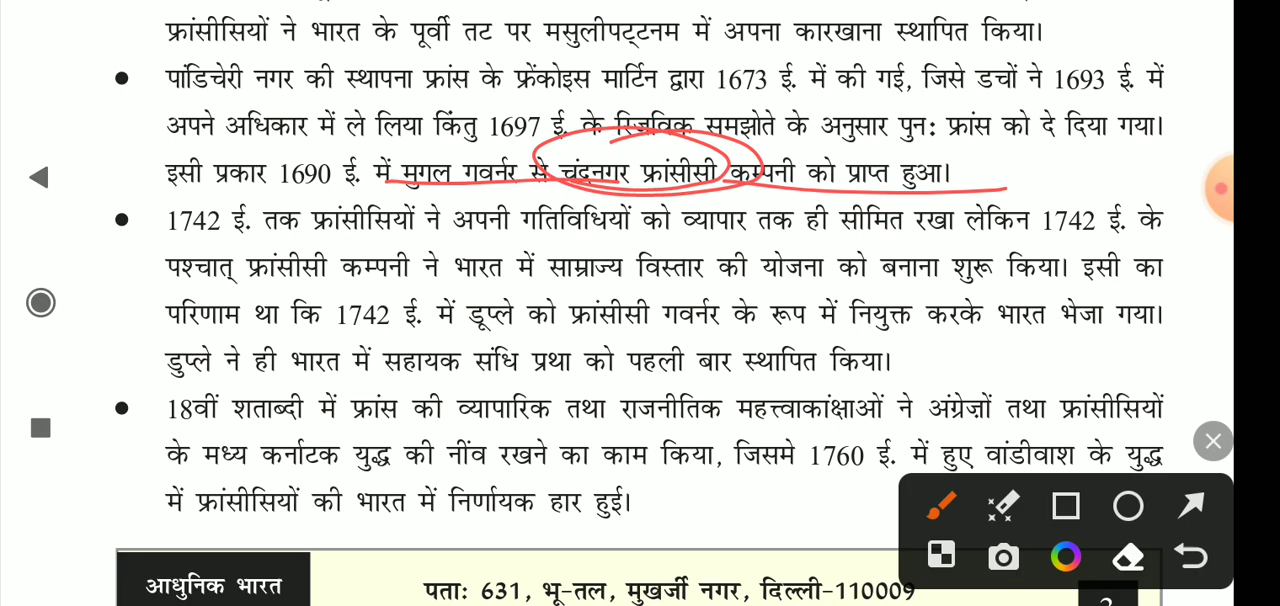 फ्रांसीसियों ने भारत के पूर्वी तट पर मसुलीपट्टनम में अपना कारखाना स्थापित किया।
● पांडिचेरी नगर की स्थापना फ्रांस के फ्रेंकोइस मार्टिन द्वारा 1673 ई. में की गई, जिसे डचों ने 1693 ई. में
अपने अधिकार में ले लिया किंतु 1697 ई. के रिजविक समझोते के अनुसार पुन: फ्रांस को दे दिया गया।
इसी प्रकार 1690 ई. में मुगल गवर्नर से चंद्रनगर फ्रांसीसी कम्पनी को प्राप्त हुआ।
● 1742 ई. तक फ्रांसीसियों ने अपनी गतिविधियों को व्यापार तक ही सीमित रखा लेकिन 1742 ई. के
पश्चात् फ्रांसीसी कम्पनी ने भारत में साम्राज्य विस्तार की योजना को बनाना शुरू किया। इसी का
परिणाम था कि 1742 ई. में डूप्ले को फ्रांसीसी गवर्नर के रूप में नियुक्त करके भारत भेजा गया।
डुप्ले ने ही भारत में सहायक संधि प्रथा को पहली बार स्थापित किया।
● 18वीं शताब्दी में फ्रांस की व्यापारिक तथा राजनीतिक महत्त्वाकांक्षाओं ने अंग्रेज़ों तथा फ्रांसीसियों
के मध्य कर्नाटक युद्ध की नींव रखने का काम किया, जिसमे 1760 ई. में हुए वांडीवाश के युद्ध
में फ्रांसीसियों की भारत में निर्णायक हार हुई।
आधुनिक भारत
पता: 631, भू-तल, मुखर्जी नगर, दिल्ली-110009